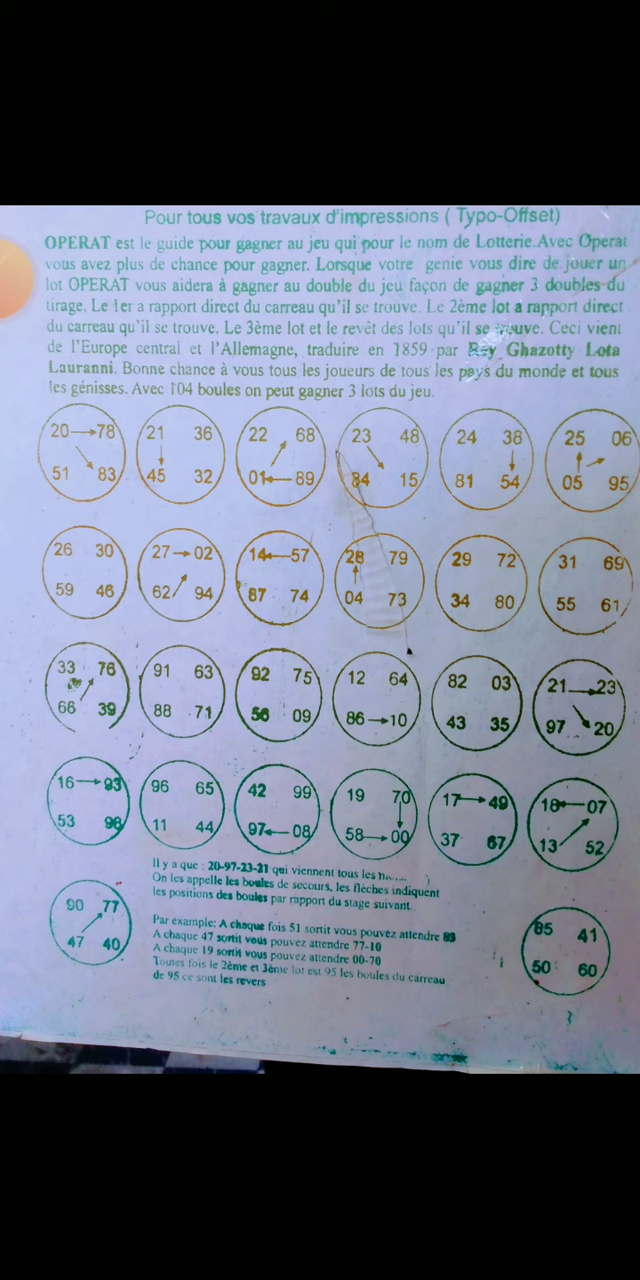 Pour tous vos travaux d'impressions ( Typo-Offset)
OPERAT est le guide pour gagner au jeu qui pour le nom de Lotterie.Avec Operat
vous avez plus de chance pour gagner. Lorsque votre genie vous dire de jouer un
lot OPERAT vous aidera à gagner au double du jeu façon de gagner 3 doubles du
tirage. Le 1er a rapport direct du carreau qu'il se trouve. Le 2ème lot a rapport direct
du carreau qu'il se trouve. Le 3ème lot et le revêt des lots qu'il se trouve. Ceci vient
de l'Europe central et l'Allemagne, traduire en 1859 par Rey Ghazotty Lota
Lauranni. Bonne chance à vous tous les joueurs de tous les pays du monde et tous
les génisses. Avec 104 boules on peut gagner 3 lots du jeu.
20→78 21 36 22 68 23 48 24 38 25 06
51 83 45 32 01←89 84 15 81 54 05 95
26 30 27→02 14←57 28 79 29 72 31 69
59 46 62 94 87 74 04 73 34 80 55 61
33 76 91 63 92 75 12 64 82 03 21→23
66 39 88 71 56 09 86→10 43 35 97 20
16→93 96 65 42 99 19 70 17→49 18←07
53 98 11 44 97←08 58→00 37 67 13 52
Il y a que : 20-97-23-21 qui viennent tous les
On les appelle les boules de secours, les flèches indiquent
les positions des boules par rapport du stage suivant.
90 77
47 40
Par example: A chaque fois 51 sortit vous pouvez attendre 83
A chaque 47 sortit vous pouvez attendre 77-10
A chaque 19 sortit vous pouvez attendre 00-70
Toutes fois le 2ème et 3ème lot est 95 les boules du carreau
de 95 ce sont les revers
85 41
50 60